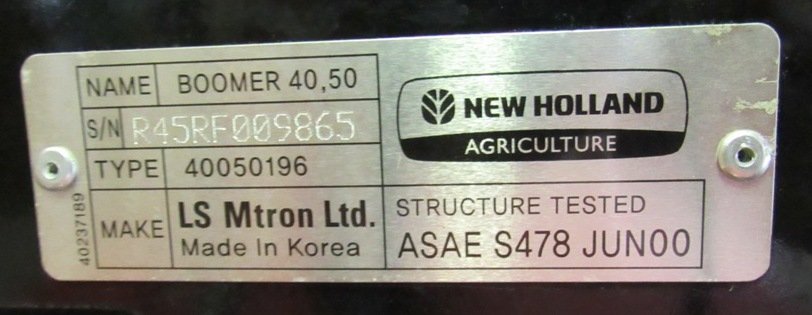 NAME BOOMER 40,50
S/N R45RF009865
TYPE 40050196
MAKE LS Mtron Ltd.
Made In Korea
40237189
NEW HOLLAND
AGRICULTURE
STRUCTURE TESTED
ASAE S478 JUN00